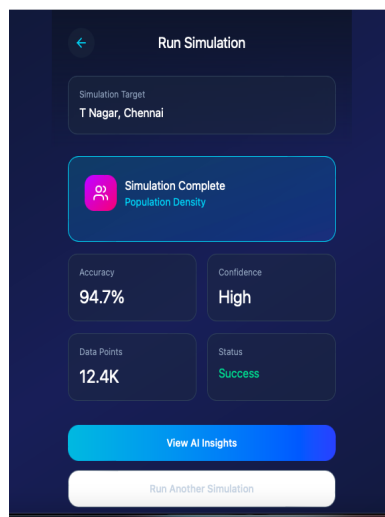 Run Simulation
Simulation Target
T Nagar, Chennai
Simulation Complete
Population Density
Accuracy
94.7%
Confidence
High
Data Points
12.4K
Status
Success
View AI Insights
Run Another Simulation